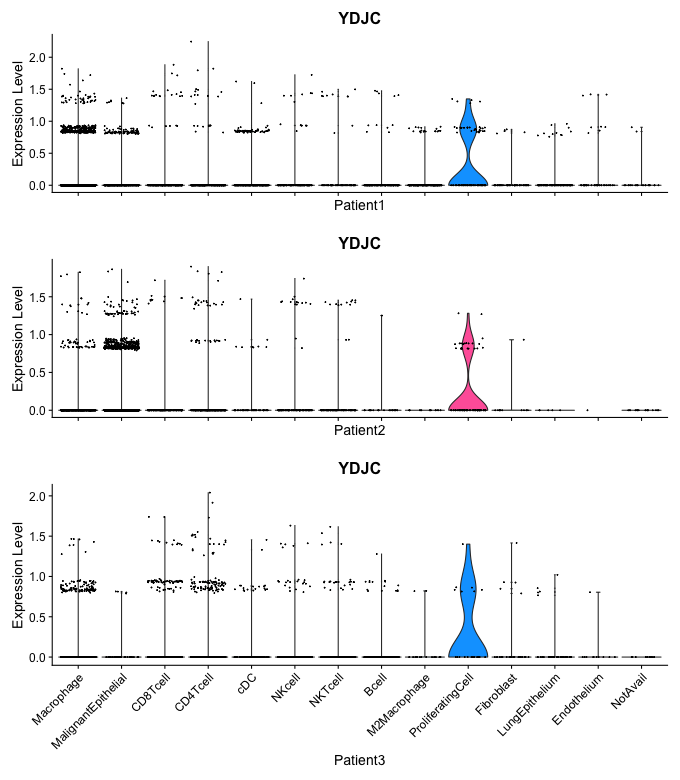 YDJC
Expression Level
2.0
1.5
1.0
0.5
0.0
Patient1
YDJC
Expression Level
1.5
1.0
0.5
0.0
Patient2
YDJC
Expression Level
2.0
1.5
1.0
0.5
0.0
Macrophage
MalignantEpithelial
CD8Tcell
CD4Tcell
cDC
NKcell
NKTcell
Bcell
M2Macrophage
ProliferatingCell
Fibroblast
LungEpithelium
Endothelium
NotAvail
Patient3